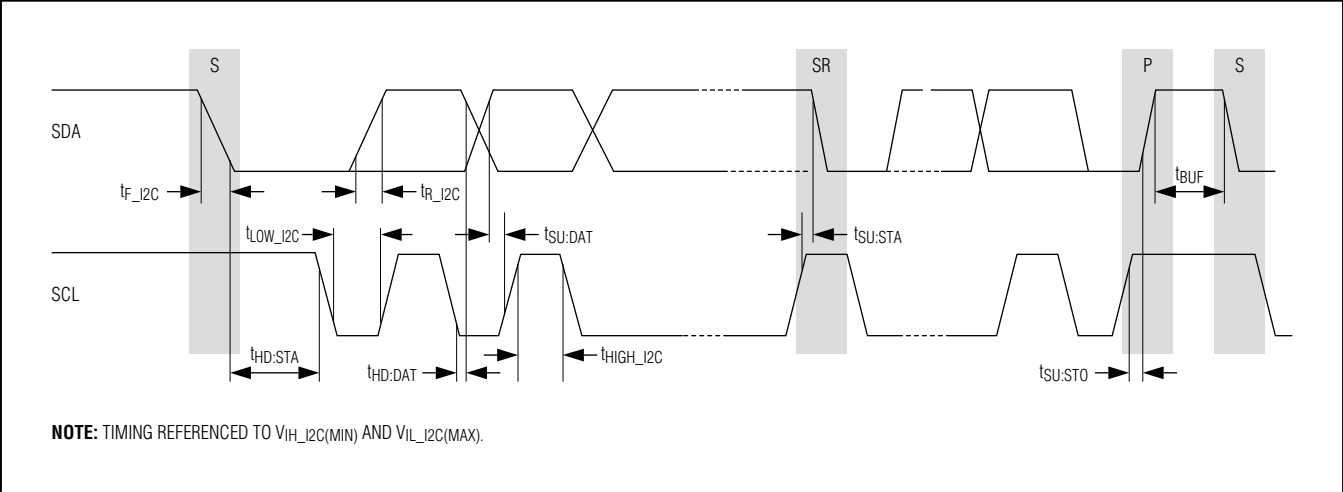 S SR P S
SDA
tBUF
tF_I2C tR_I2C
tLOW_I2C tSU:DAT tSU:STA
SCL
tHD:STA tHD:DAT tHIGH_I2C tSU:STO
NOTE: TIMING REFERENCED TO VIH_I2C(MIN) AND VIL_I2C(MAX).